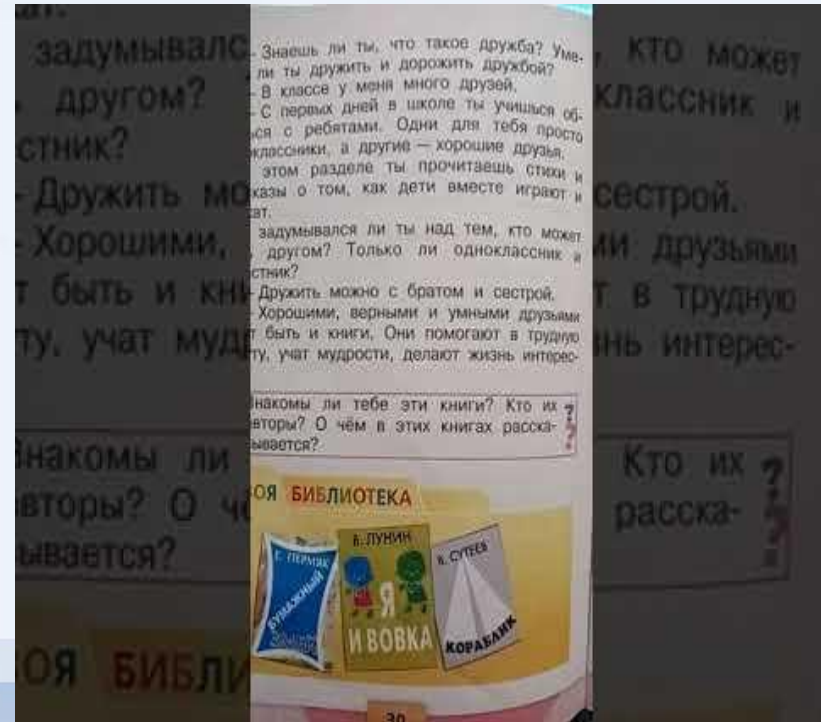 - Знаешь ли ты, что такое дружба? Уме-
ли ты дружить и дорожить дружбой?
- В классе у меня много друзей.
- С первых дней в школе ты учишься об-
ься с ребятами. Одни для тебя просто
классники, а другие — хорошие друзья.
этом разделе ты прочитаешь стихи и
казы о том, как дети вместе играют и
ат.
задумывался ли ты над тем, кто может
другом? Только ли одноклассник и
стник?
- Дружить можно с братом и сестрой.
- Хорошими, верными и умными друзьями
т быть и книги. Они помогают в трудную
ту, учат мудрости, делают жизнь интерес-
Знакомы ли тебе эти книги? Кто их
вторы? О чём в этих книгах расска-
ывается?
ОЯ БИБЛИОТЕКА
Е. ПЕРМЯК
БУМАЖНЫЙ
В. ЛУНИН
Я
И ВОВКА
В. СУТЕЕВ
КОРАБЛИК
30